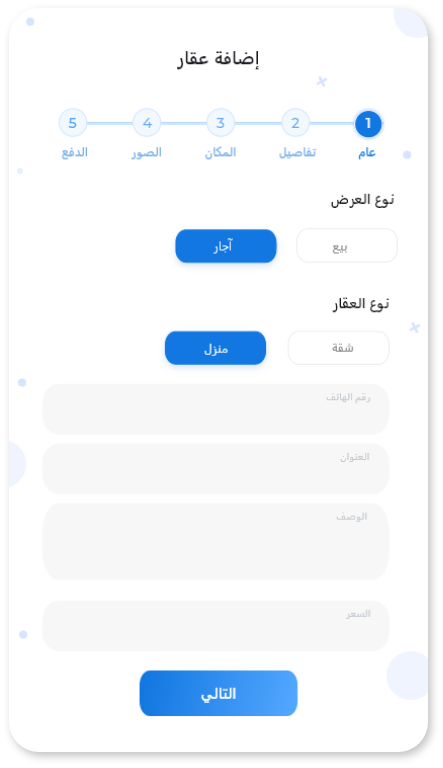 إضافة عقار
1 2 3 4 5
عام تفاصيل المكان الصور الدفع
نوع العرض
بيع آجار
نوع العقار
شقة منزل
رقم الهاتف
العنوان
الوصف
السعر
التالي